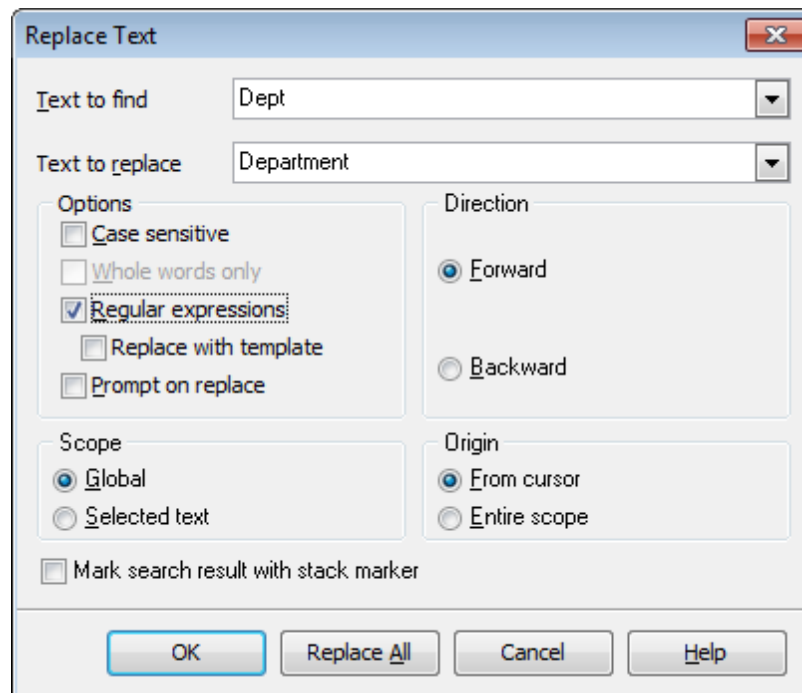 Replace Text
Text to find
Dept
Text to replace
Department
Options
Case sensitive
Whole words only
Regular expressions
Replace with template
Prompt on replace
Direction
Forward
Backward
Scope
Global
Selected text
Origin
From cursor
Entire scope
Mark search result with stack marker
OK
Replace All
Cancel
Help